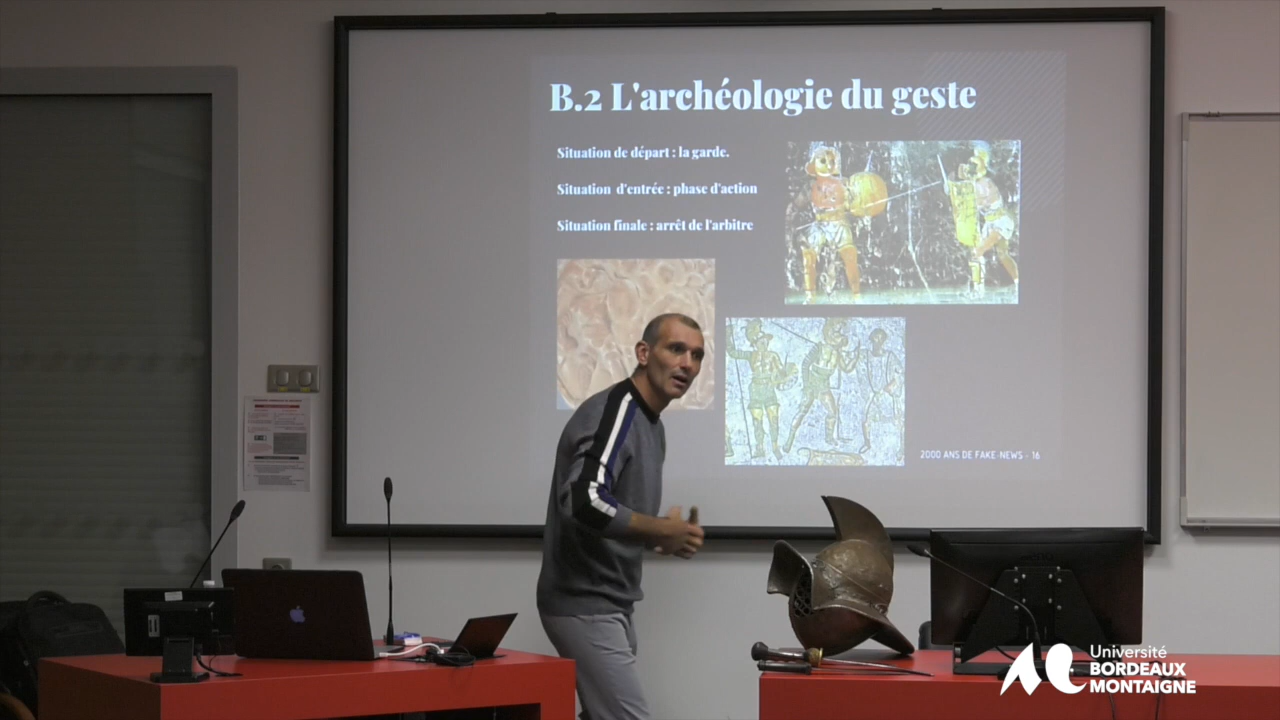 B.2 L'archéologie du geste
Situation de départ : la garde.
Situation d'entrée : phase d'action
Situation finale : arrêt de l'arbitre
2000 ANS DE FAKE-NEWS - 16
Université
BORDEAUX
MONTAIGNE